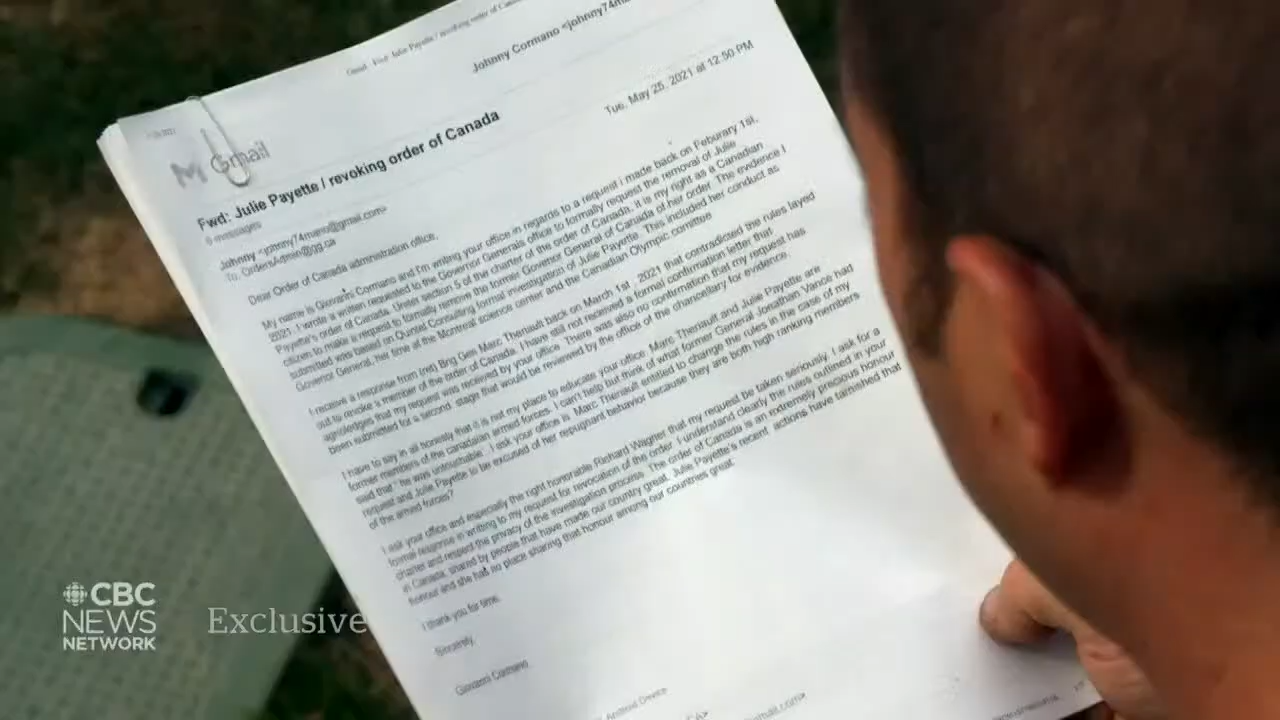 Gmail - Fwd: Julie Payette / revoking order of Canada
Johnny Cormano <johnny74m
M Gmail
Fwd: Julie Payette / revoking order of Canada
Tue, May 25, 2021 at 12:50 PM
messages
Johnny <johnny74mano@gmail.com>
To: OrdersAdmin@gg.ca
Dear Order of Canada administration office,
My name is Giovanni Cormano and I'm writing your office in regards to a request i made back on Feburary 1st,
2021. I wrote a written requested to the Governor Generals office to formally request the removal of Julie
Payette's order of Canada. Under section 5 of the charter of the order of Canada, it is my right as a Canadian
citizen to make a request to formally remove the former Governor General of Canada of her order. The evidence I
submitted was based on Quintet Consulting formal investigation of Julie Payette. This included her conduct as
Governor General, her time at the Montreal science center and the Canadian Olympic comittee
I receive a response from (ret) Brig Gen Marc Theriault back on March 1st , 2021 that contradicted the rules layed
out to revoke a member of the order of Canada. I have still not received a formal confirmation letter that
my request was received by your office. There was also no confirmation that my request has
been submitted for a second stage that would be reviewed by the office of the chancellary for evidence.
I have to say in all honesty that it is not my place to educate your office. Marc Theriault and Julie Payette are
former members of the canadaian armed forces. I can't help but think of what former General Jonathan Vance had
said that " he was untouchable". I ask your office is Marc Theriault entitled to change the rules in the case of my
request and Julie Payette to be excused of her repugnant behavior because they are both high ranking members
of the armed forces?
I ask your office and especially the right honorable Richard Wagner that my request be taken seriously. I ask for a
formal response in writing to my request for revocation of the order. I understand clearly the rules outlined in your
charter and respect the privacy of the investigation process. The order of Canada is an extremely precious honour
in Canada, shared by people that have made our country great. Julie Payette's recent actions have tarnished that
honour and she has no place sharing that honour among our countries great.
I thank you for time,
Sincerely,
Giovanni Cormano
Android Device
CBC
NEWS
NETWORK
Exclusive